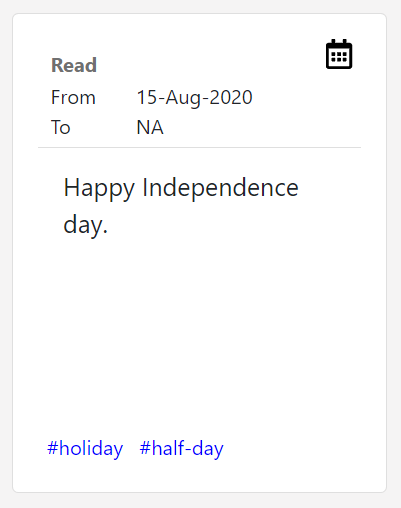 Read
From 15-Aug-2020
To NA
Happy Independence
day.
#holiday #half-day